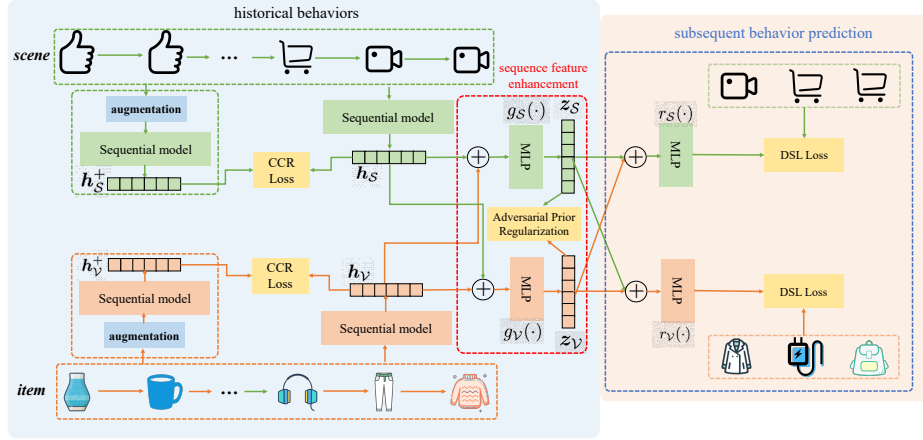 historical behaviors
subsequent behavior prediction
scene
...
sequence feature
enhancement
augmentation
Sequential model
Sequential model
g_S(·)
z_S
r_S(·)
MLP
MLP
CCR
Loss
DSL Loss
h_S^+
h_S
Adversarial Prior
Regularization
h_V^+
h_V
CCR
Loss
MLP
MLP
DSL Loss
Sequential model
Sequential model
g_V(·)
z_V
r_V(·)
augmentation
item
...